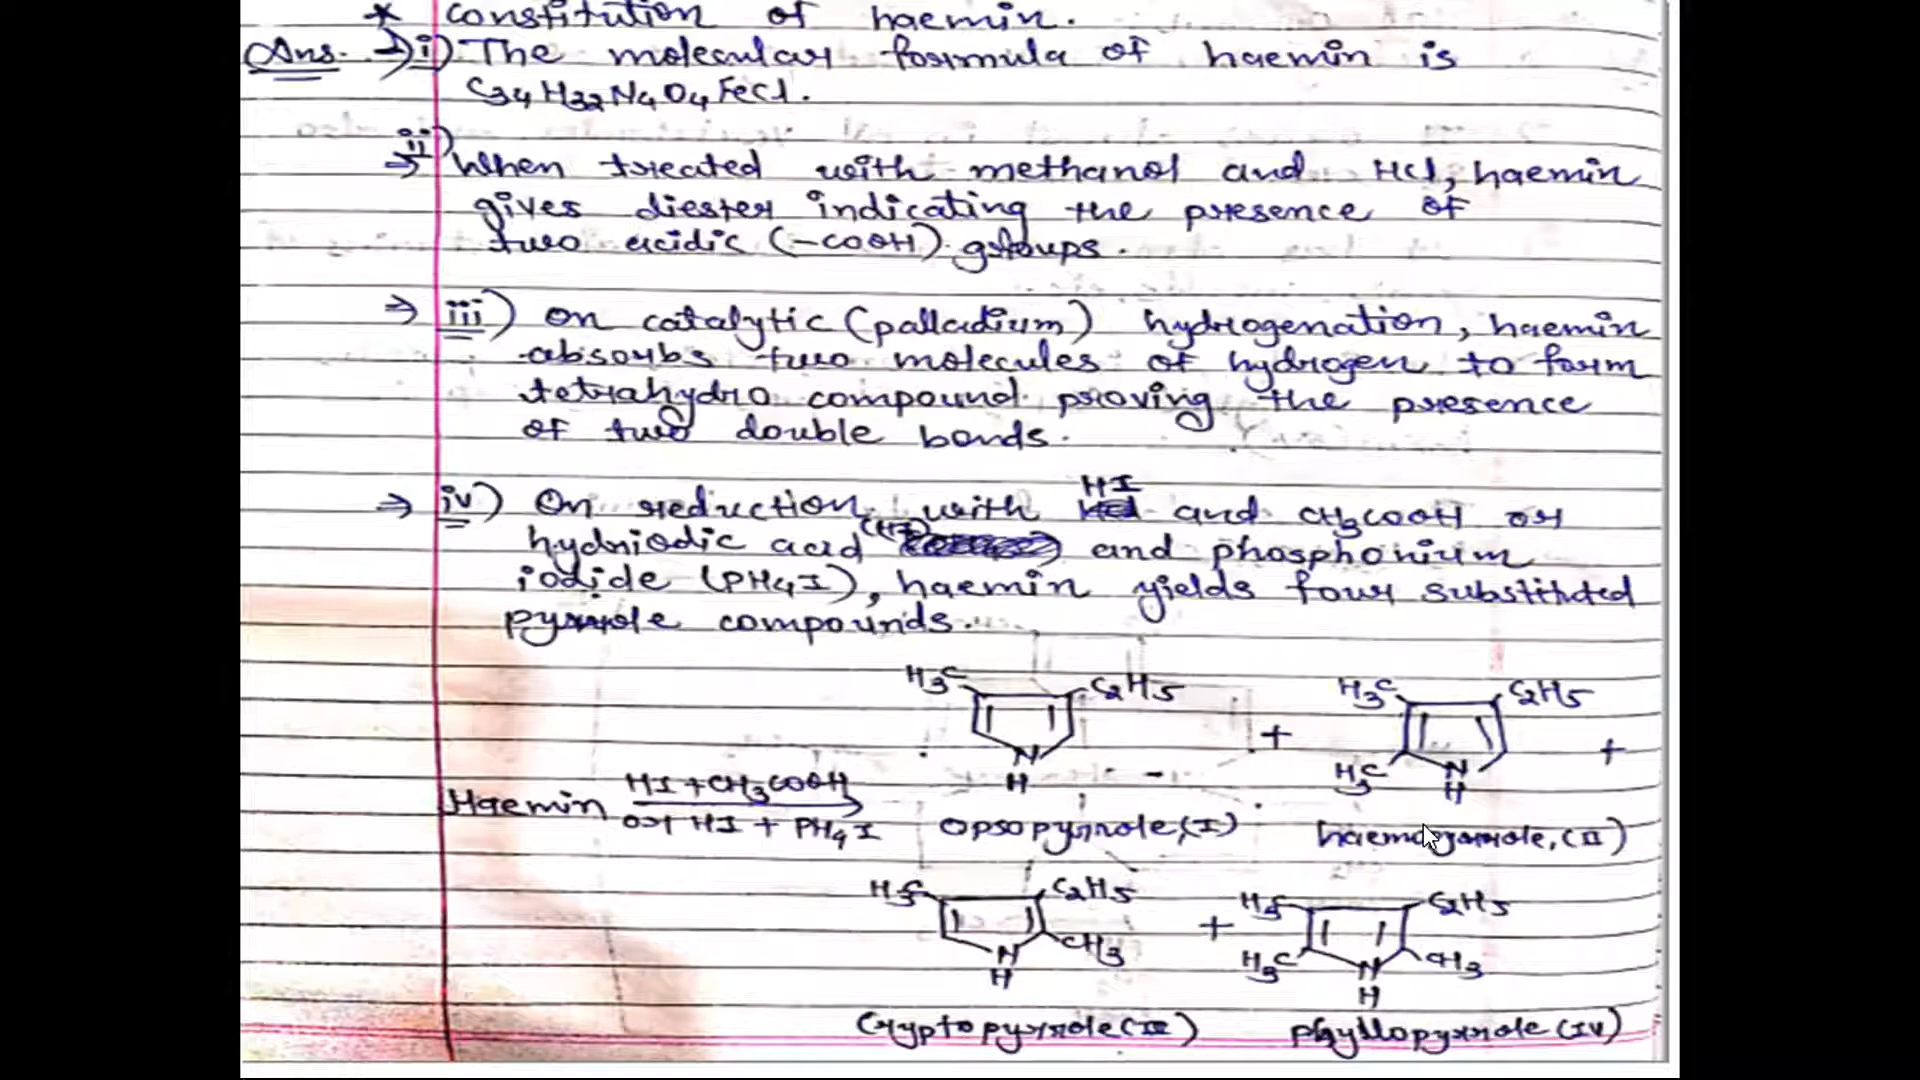 * constitution of haemin.
Ans. → i) The molecular formula of haemin is
C34H32N4O4FeCl.
→ ii) When treated with methanol and HCl, haemin
gives diester indicating the presence of
two acidic (-COOH) groups.
⇒ iii) On catalytic (palladium) hydrogenation, haemin
absorbs two molecules of hydrogen to form
tetrahydro compound proving the presence
of two double bonds.
⇒ iv) On reduction with HI and CH3COOH or
hydriodic acid (HI) and phosphonium
iodide (PH4I), haemin yields four substituted
pyrrole compounds.
H3C C2H5 + H3C C2H5 +
N H H3C N H
Haemin HI + CH3COOH
or HI + PH4I Opsopyrrole, (I) haemopyrrole, (II)
H3C C2H5 + H3C C2H5
N H CH3 H3C N H CH3
Cryptopyrrole (III) phyllopyrrole (IV)